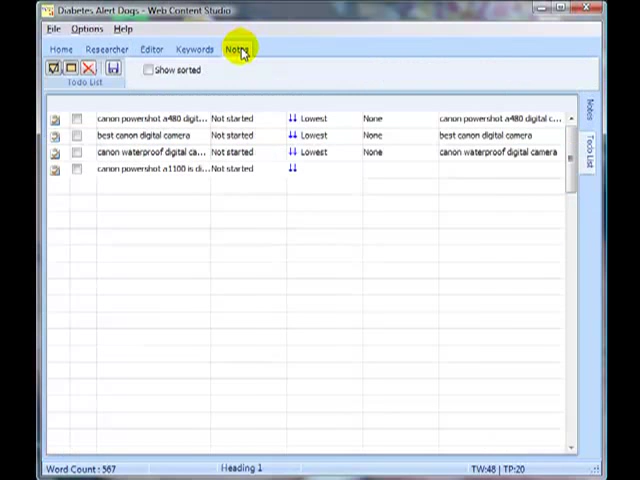 Diabetes Alert Dogs - Web Content Studio
File Options Help
Home Researcher Editor Keywords Notes
Show sorted
Todo List
canon powershot a480 digit... Not started Lowest None canon powershot a480 digital c...
best canon digital camera Not started Lowest None best canon digital camera
canon waterproof digital ca... Not started Lowest None canon waterproof digital camera
canon powershot a1100 is di... Not started
Notes
Todo List
Word Count : 567 Heading 1 TW:48 | TP:20